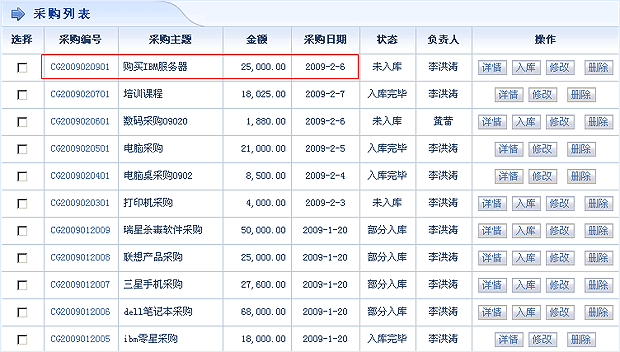 采购列表
选择 采购编号 采购主题 金额 采购日期 状态 负责人 操作
CG2009020901 购买IBM服务器 25,000.00 2009-2-6 未入库 李洪涛 详情 入库 修改 删除
CG2009020701 培训课程 18,025.00 2009-2-7 入库完毕 李洪涛 详情 修改 删除
CG2009020601 数码采购09020 1,880.00 2009-2-6 未入库 黄蕾 详情 入库 修改 删除
CG2009020501 电脑采购 21,000.00 2009-2-5 入库完毕 李洪涛 详情 修改 删除
CG2009020401 电脑桌采购0902 8,500.00 2009-2-4 入库完毕 李洪涛 详情 修改 删除
CG2009020301 打印机采购 4,000.00 2009-2-3 未入库 李洪涛 详情 入库 修改 删除
CG2009012009 瑞星杀毒软件采购 50,000.00 2009-1-20 部分入库 李洪涛 详情 入库 修改 删除
CG2009012008 联想产品采购 25,000.00 2009-1-20 部分入库 李洪涛 详情 入库 修改 删除
CG2009012007 三星手机采购 27,600.00 2009-1-20 部分入库 李洪涛 详情 入库 修改 删除
CG2009012006 dell笔记本采购 68,000.00 2009-1-20 部分入库 李洪涛 详情 入库 修改 删除
CG2009012005 ibm零星采购 18,000.00 2009-1-20 入库完毕 李洪涛 详情 修改 删除